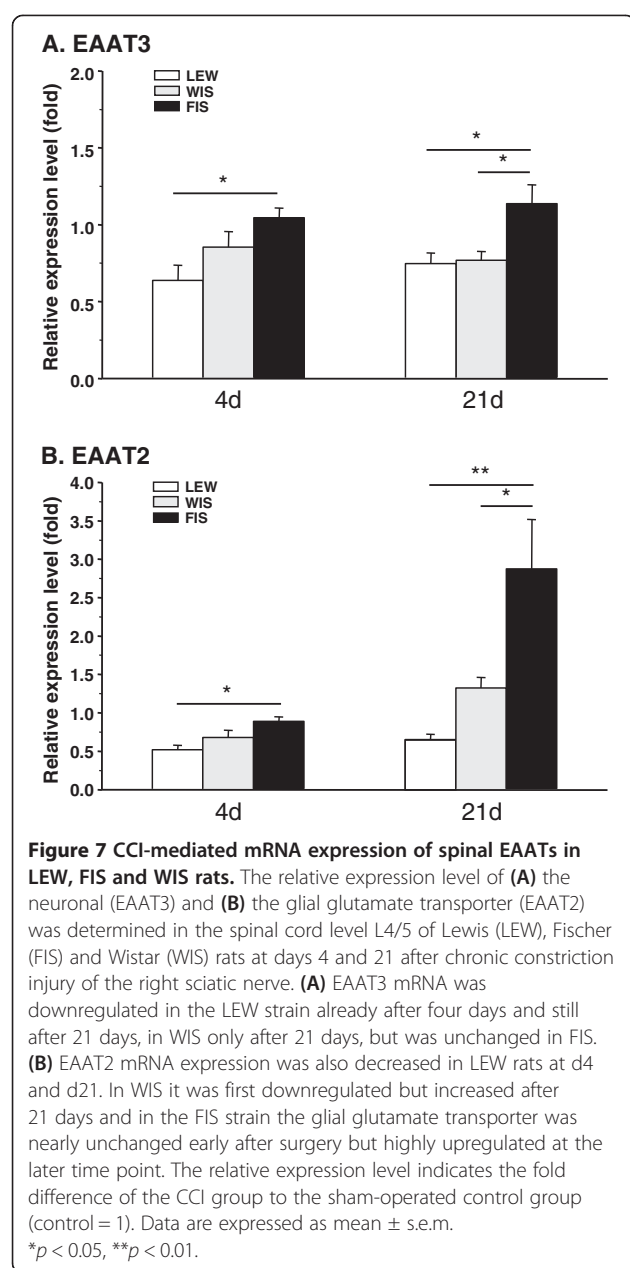 A. EAAT3
LEW
WIS
FIS
Relative expression level (fold)
2.0
1.5
1.0
0.5
0.0
*
*
*
4d
21d
B. EAAT2
LEW
WIS
FIS
Relative expression level (fold)
4.0
3.5
3.0
2.5
2.0
1.5
1.0
0.5
0.0
*
**
*
4d
21d
Figure 7 CCI-mediated mRNA expression of spinal EAATs in
LEW, FIS and WIS rats. The relative expression level of (A) the
neuronal (EAAT3) and (B) the glial glutamate transporter (EAAT2)
was determined in the spinal cord level L4/5 of Lewis (LEW), Fischer
(FIS) and Wistar (WIS) rats at days 4 and 21 after chronic constriction
injury of the right sciatic nerve. (A) EAAT3 mRNA was
downregulated in the LEW strain already after four days and still
after 21 days, in WIS only after 21 days, but was unchanged in FIS.
(B) EAAT2 mRNA expression was also decreased in LEW rats at d4
and d21. In WIS it was first downregulated but increased after
21 days and in the FIS strain the glial glutamate transporter was
nearly unchanged early after surgery but highly upregulated at the
later time point. The relative expression level indicates the fold
difference of the CCI group to the sham-operated control group
(control = 1). Data are expressed as mean ± s.e.m.
*p < 0.05, **p < 0.01.